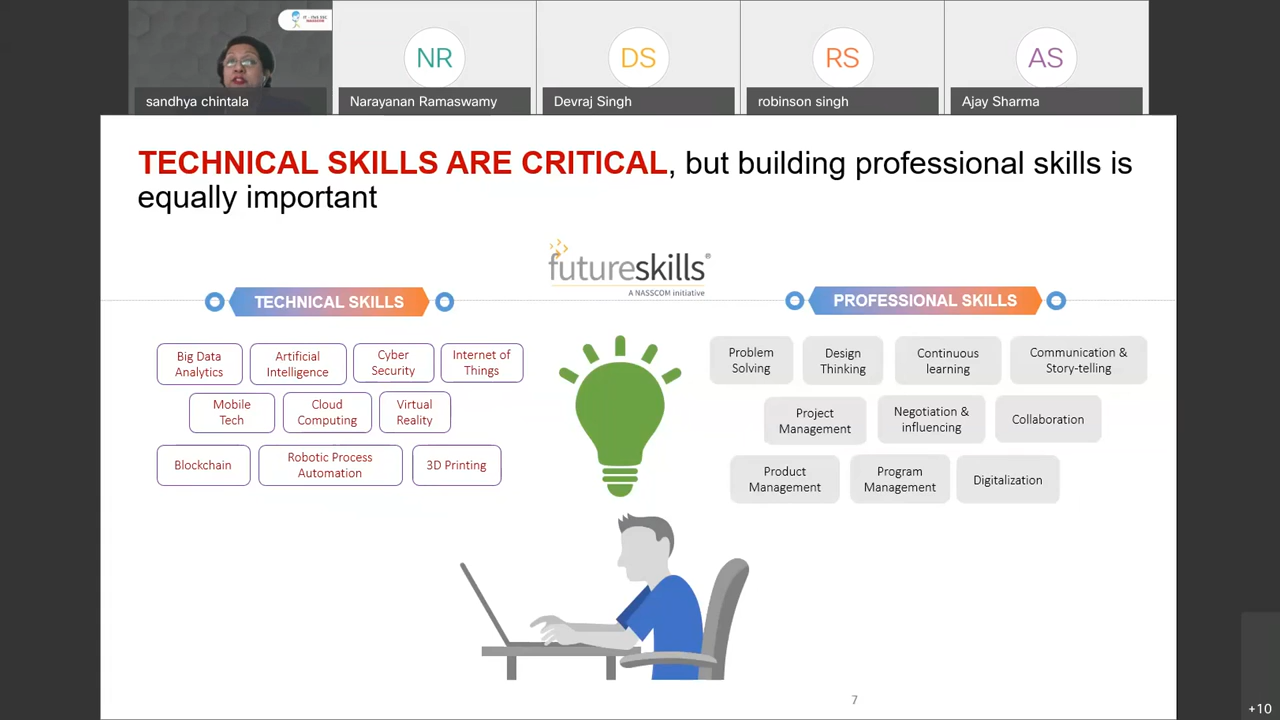 NR
DS
RS
AS
sandhya chintala
Narayanan Ramaswamy
Devraj Singh
robinson singh
Ajay Sharma
TECHNICAL SKILLS ARE CRITICAL, but building professional skills is
equally important
futureskills®
A NASSCOM initiative
TECHNICAL SKILLS
Big Data
Analytics
Artificial
Intelligence
Cyber
Security
Internet of
Things
Mobile
Tech
Cloud
Computing
Virtual
Reality
Blockchain
Robotic Process
Automation
3D Printing
PROFESSIONAL SKILLS
Problem
Solving
Design
Thinking
Continuous
learning
Communication &
Story-telling
Project
Management
Negotiation &
influencing
Collaboration
Product
Management
Program
Management
Digitalization
7
+10